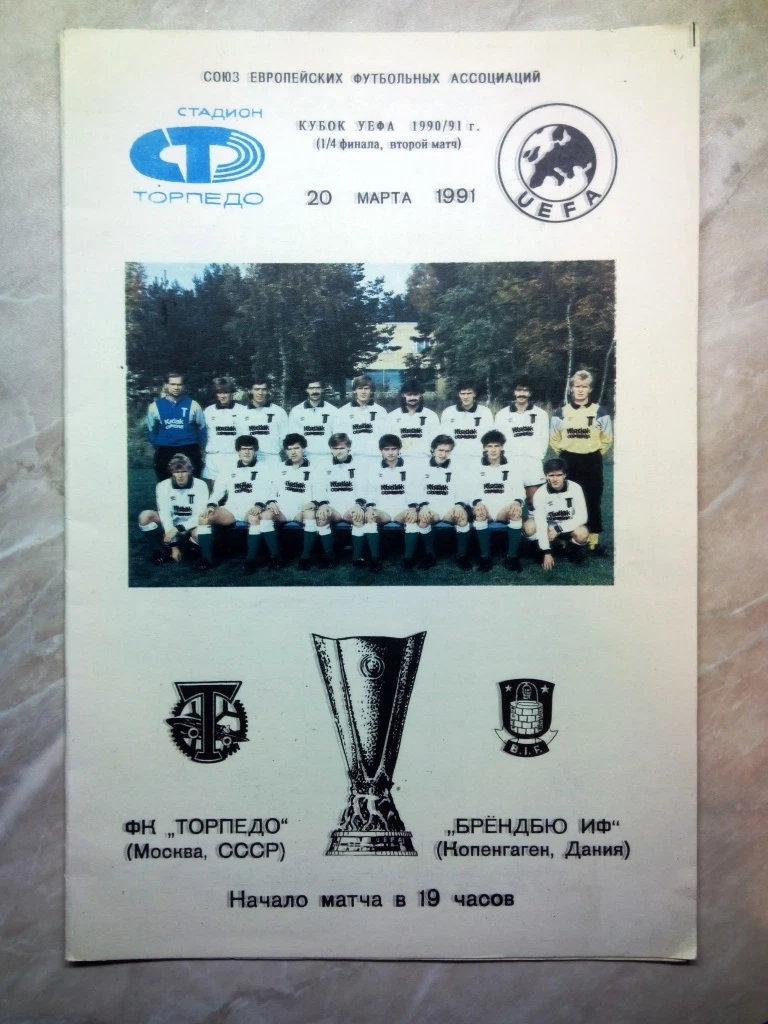 СОЮЗ ЕВРОПЕЙСКИХ ФУТБОЛЬНЫХ АССОЦИАЦИЙ
СТАДИОН
ТОРПЕДО
КУБОК УЕФА 1990/91 г.
(1/4 финала, второй матч)
20 МАРТА 1991
UEFA
B.I.F.
UEFA
ФК „ТОРПЕДО"
(Москва, СССР)
„БРЁНДБЮ ИФ"
(Копенгаген, Дания)
Начало матча в 19 часов